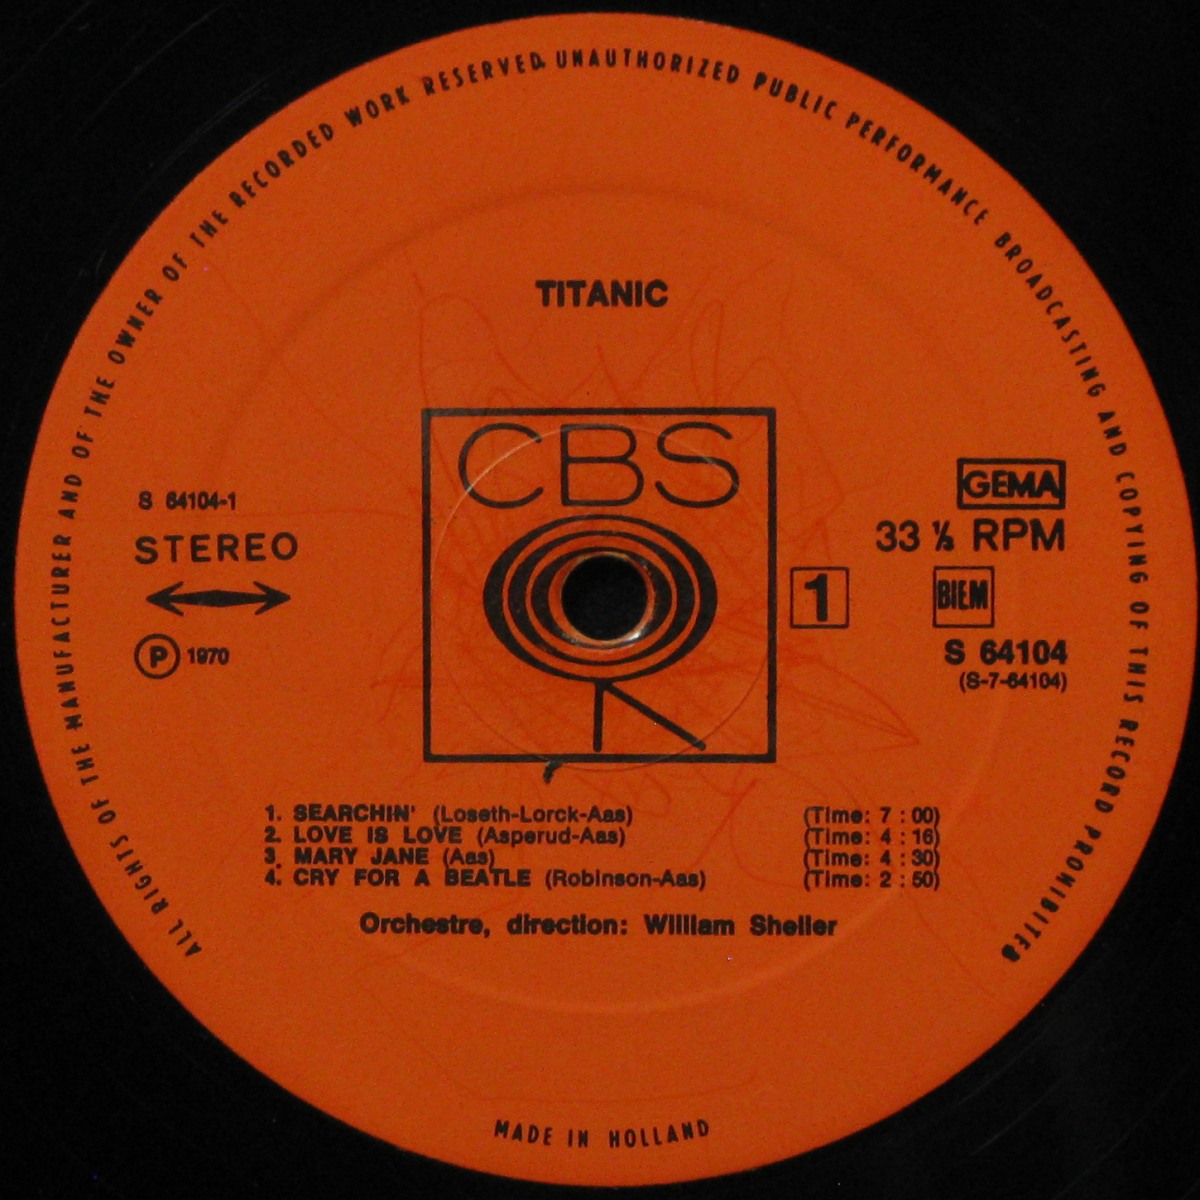 ALL RIGHTS OF THE MANUFACTURER AND OF THE OWNER OF THE RECORDED WORK RESERVED. UNAUTHORIZED PUBLIC PERFORMANCE BROADCASTING AND COPYING OF THIS RECORD PROHIBITED
TITANIC
CBS
S 64104-1
STEREO
P 1970
1
GEMA
33 ⅓ RPM
BIEM
S 64104
(S-7-64104)
1. SEARCHIN' (Loseth-Lorck-Aas) (Time: 7 : 00)
2. LOVE IS LOVE (Asperud-Aas) (Time: 4 : 16)
3. MARY JANE (Aas) (Time: 4 : 30)
4. CRY FOR A BEATLE (Robinson-Aas) (Time: 2 : 50)
Orchestre, direction: William Sheller
MADE IN HOLLAND